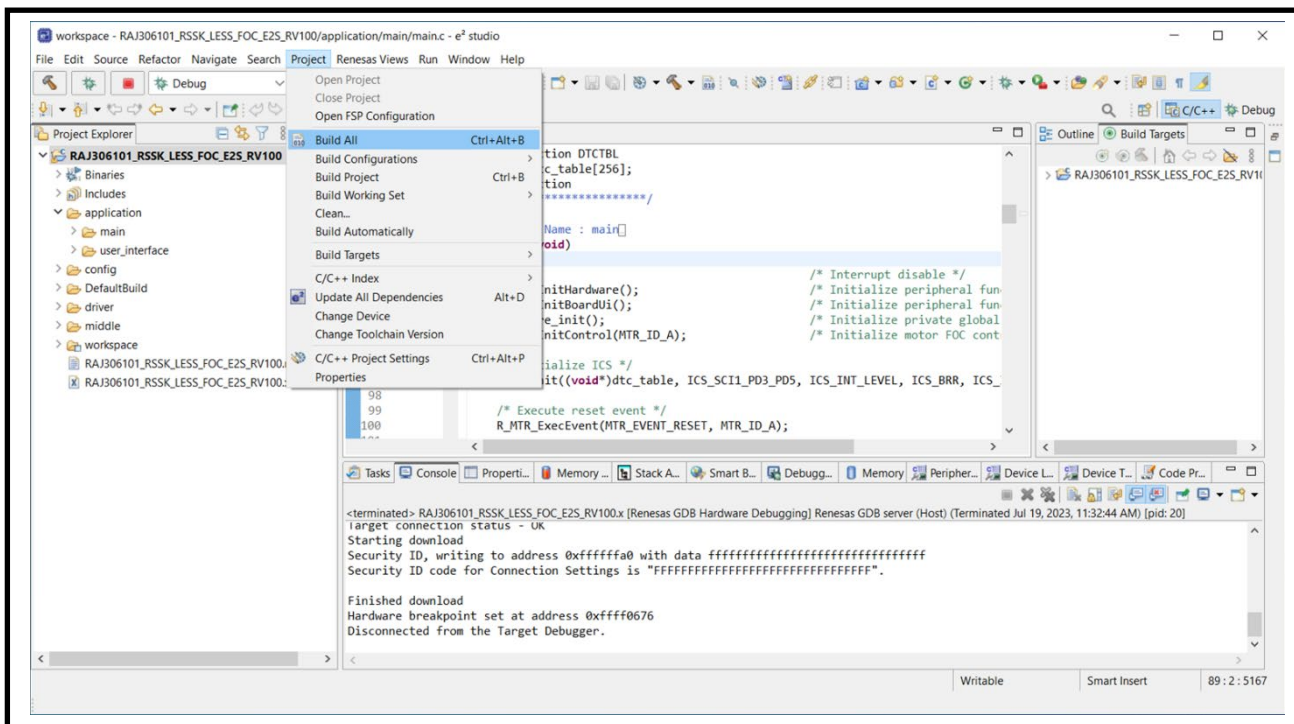 workspace - RAJ306101_RSSK_LESS_FOC_E2S_RV100/application/main/main.c - e² studio
File Edit Source Refactor Navigate Search Project Renesas Views Run Window Help
Debug
C/C++ Debug
Project Explorer
RAJ306101_RSSK_LESS_FOC_E2S_RV100
Binaries
Includes
application
main
user_interface
config
DefaultBuild
driver
middle
workspace
RAJ306101_RSSK_LESS_FOC_E2S_RV100.
RAJ306101_RSSK_LESS_FOC_E2S_RV100.
Open Project
Close Project
Open FSP Configuration
Build All Ctrl+Alt+B
Build Configurations
Build Project Ctrl+B
Build Working Set
Clean...
Build Automatically
Build Targets
C/C++ Index
Update All Dependencies Alt+D
Change Device
Change Toolchain Version
C/C++ Project Settings Ctrl+Alt+P
Properties
tion DTCTBL
c_table[256];
tion
****************/
Name : main
oid)
/* Interrupt disable */
nitHardware(); /* Initialize peripheral fun
nitBoardUi(); /* Initialize peripheral fun
e_init(); /* Initialize private global
nitControl(MTR_ID_A); /* Initialize motor FOC cont
ialize ICS */
it((void*)dtc_table, ICS_SCI1_PD3_PD5, ICS_INT_LEVEL, ICS_BRR, ICS_
98
99 /* Execute reset event */
100 R_MTR_ExecEvent(MTR_EVENT_RESET, MTR_ID_A);
Outline Build Targets
RAJ306101_RSSK_LESS_FOC_E2S_RV10
Tasks Console Properti... Memory ... Stack A... Smart B... Debugg... Memory Peripher... Device L... Device T... Code Pr...
<terminated> RAJ306101_RSSK_LESS_FOC_E2S_RV100.x [Renesas GDB Hardware Debugging] Renesas GDB server (Host) (Terminated Jul 19, 2023, 11:32:44 AM) [pid: 20]
Target connection status - OK
Starting download
Security ID, writing to address 0xffffffa0 with data ffffffffffffffffffffffffffffffff
Security ID code for Connection Settings is "FFFFFFFFFFFFFFFFFFFFFFFFFFFFFFFF".
Finished download
Hardware breakpoint set at address 0xffff0676
Disconnected from the Target Debugger.
Writable Smart Insert 89 : 2 : 5167